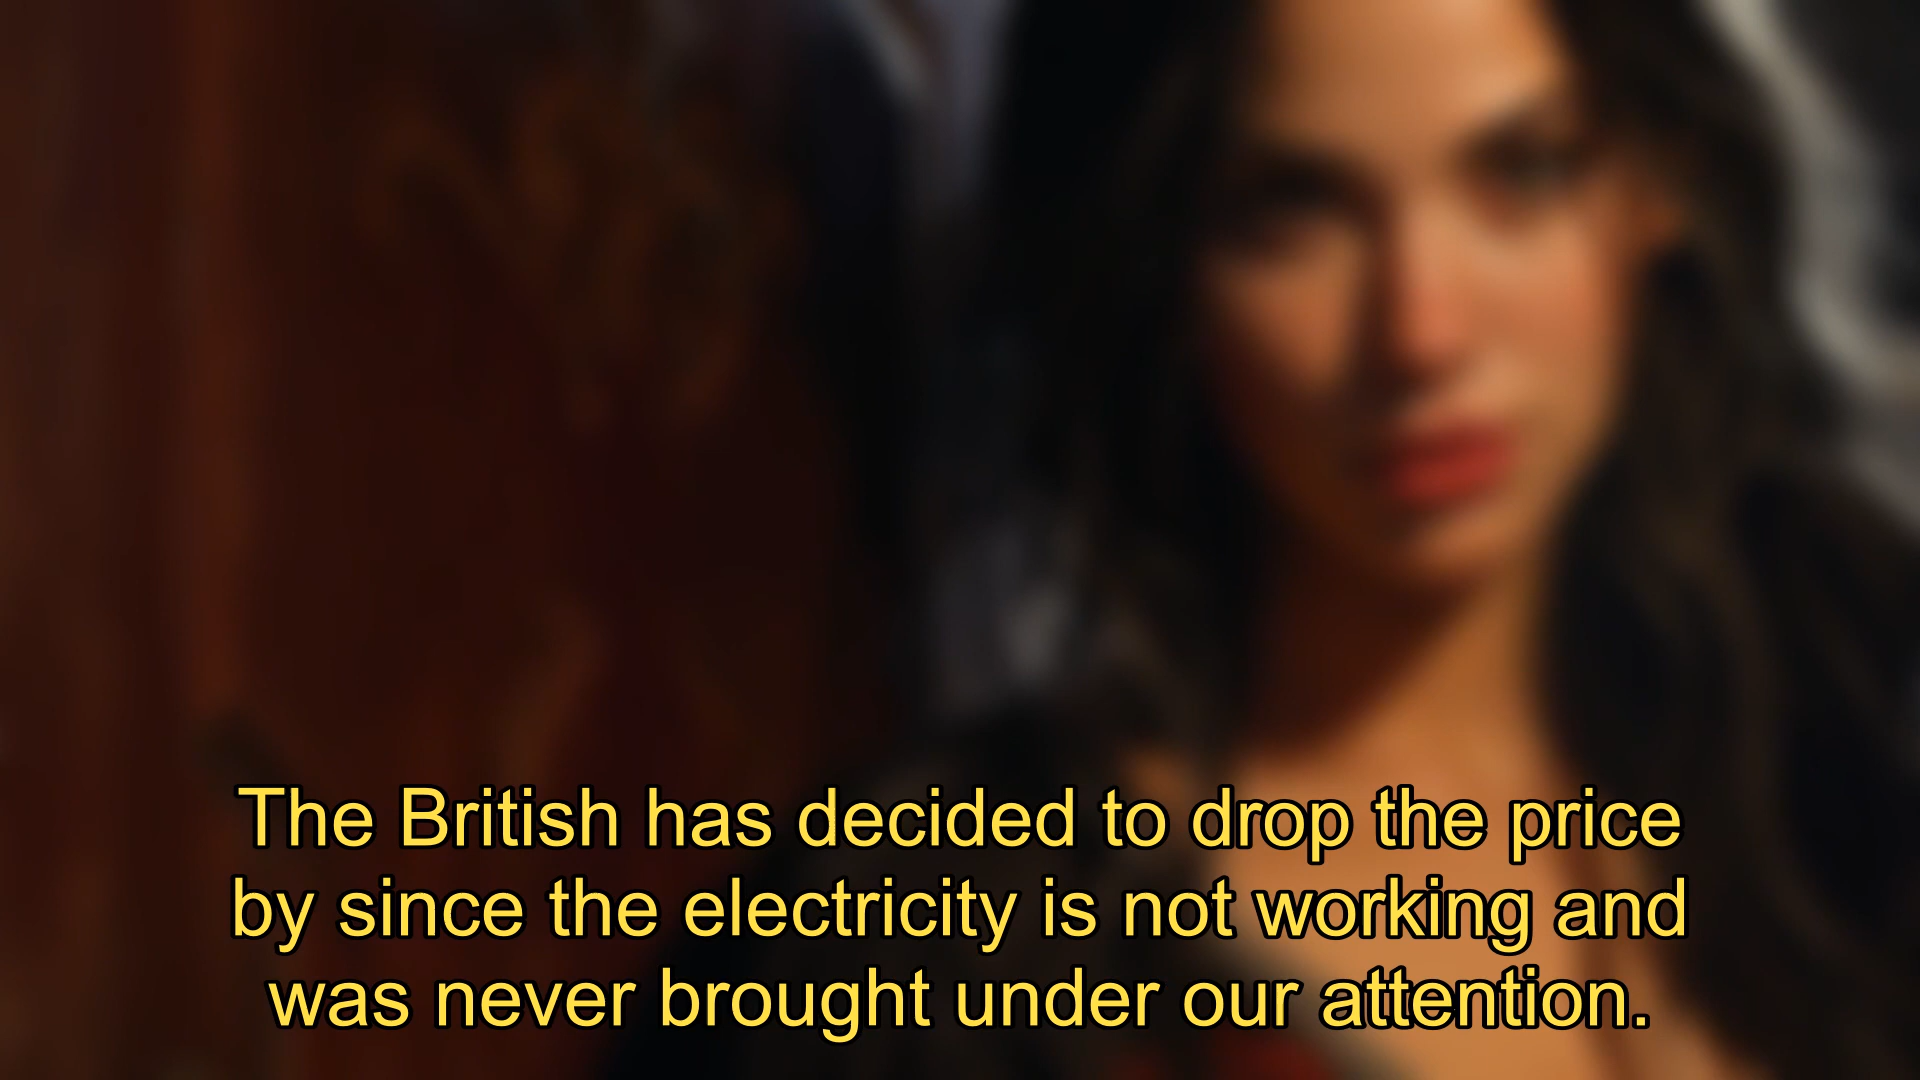 The British has decided to drop the price
by since the electricity is not working and
was never brought under our attention.